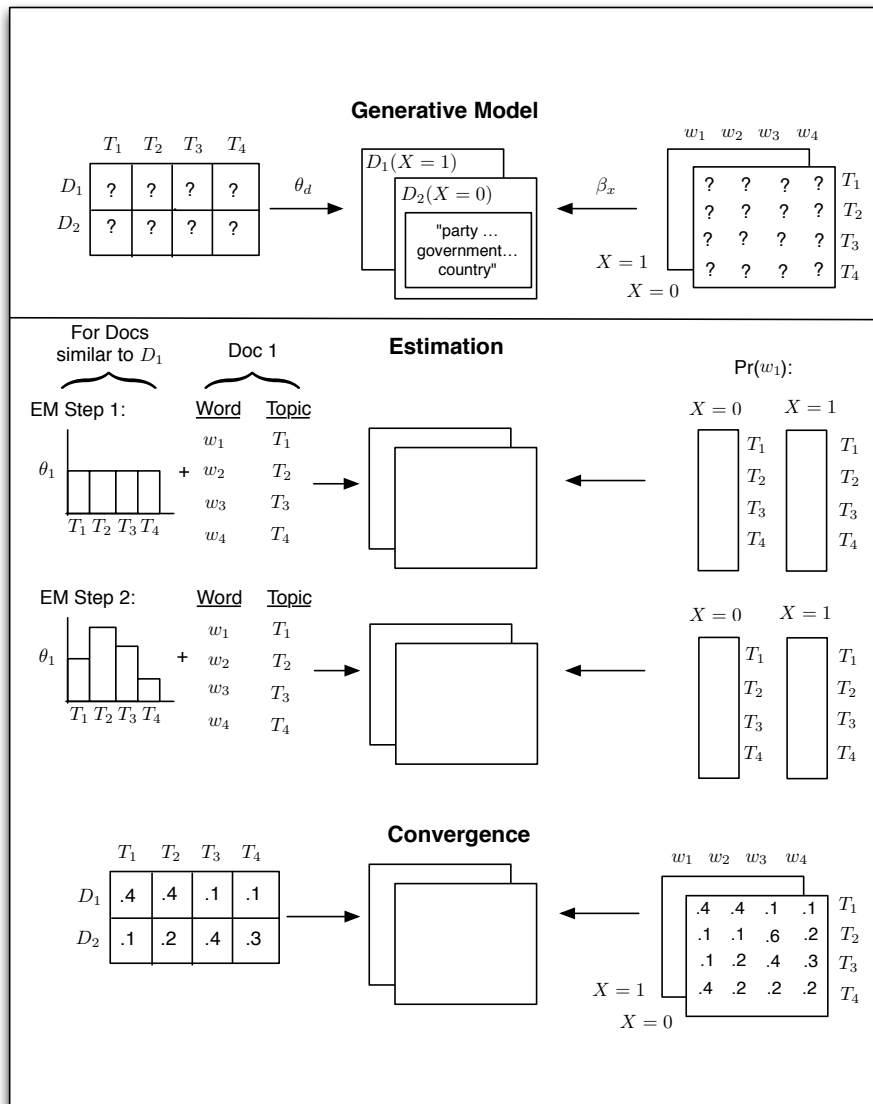 Generative Model
T₁ T₂ T₃ T₄
w₁ w₂ w₃ w₄
D₁ ? ? ? ?
D₂ ? ? ? ?
θ_d
D₁(X = 1)
D₂(X = 0)
"party ...
government...
country"
β_x
? ? ? ? T₁
? ? ? ? T₂
? ? ? ? T₃
? ? ? ? T₄
X = 1
X = 0
For Docs
similar to D₁
Doc 1
Estimation
Pr(w₁):
EM Step 1:
Word Topic
w₁ T₁
w₂ T₂
w₃ T₃
w₄ T₄
θ₁
T₁ T₂ T₃ T₄
+
X = 0 X = 1
T₁ T₁
T₂ T₂
T₃ T₃
T₄ T₄
EM Step 2:
Word Topic
w₁ T₁
w₂ T₂
w₃ T₃
w₄ T₄
θ₁
T₁ T₂ T₃ T₄
+
X = 0 X = 1
T₁ T₁
T₂ T₂
T₃ T₃
T₄ T₄
Convergence
T₁ T₂ T₃ T₄
D₁ .4 .4 .1 .1
D₂ .1 .2 .4 .3
w₁ w₂ w₃ w₄
.4 .4 .1 .1 T₁
.1 .1 .6 .2 T₂
.1 .2 .4 .3 T₃
.4 .2 .2 .2 T₄
X = 1
X = 0